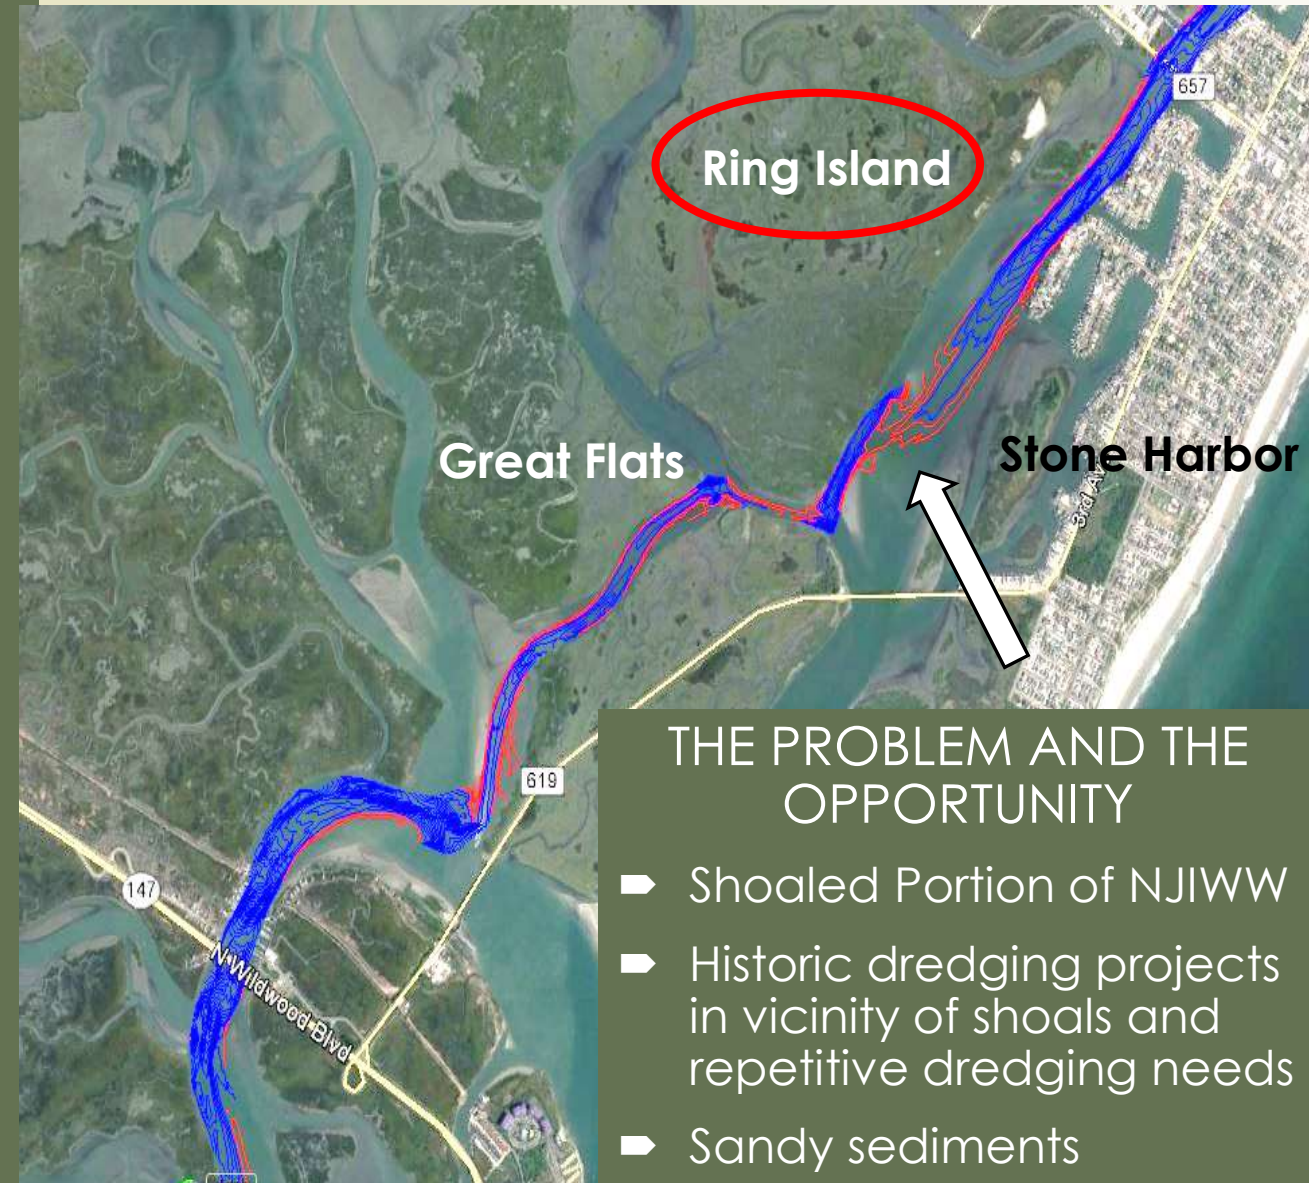 657
Ring Island
Great Flats
Stone Harbor
3rd Av
619
147
N Wildwood Blvd
THE PROBLEM AND THE
OPPORTUNITY
Shoaled Portion of NJIWW
Historic dredging projects
in vicinity of shoals and
repetitive dredging needs
Sandy sediments